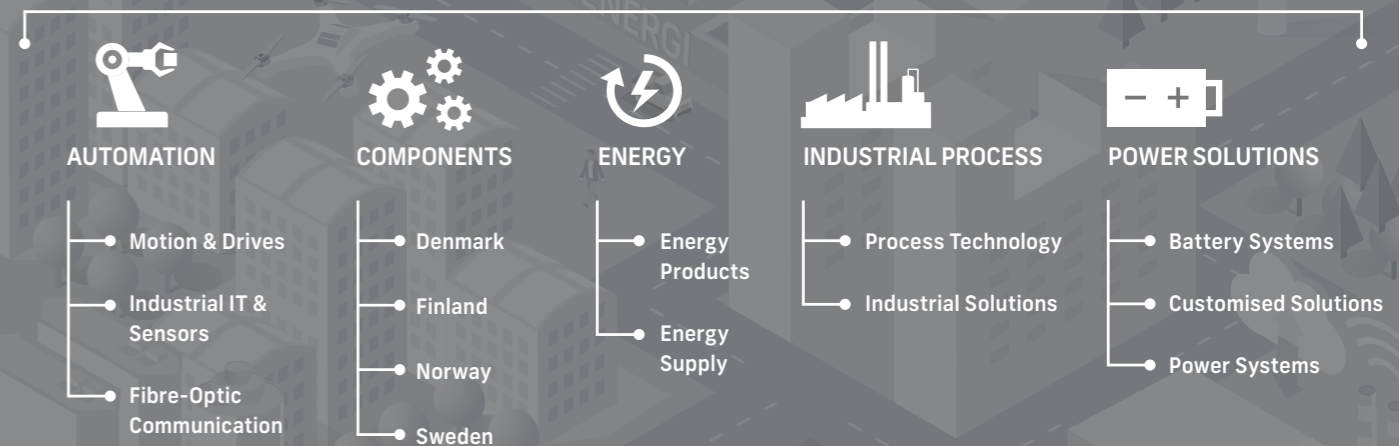 ENERGI
AUTOMATION
Motion & Drives
Industrial IT &
Sensors
Fibre-Optic
Communication
COMPONENTS
Denmark
Finland
Norway
Sweden
ENERGY
Energy
Products
Energy
Supply
INDUSTRIAL PROCESS
Process Technology
Industrial Solutions
POWER SOLUTIONS
Battery Systems
Customised Solutions
Power Systems